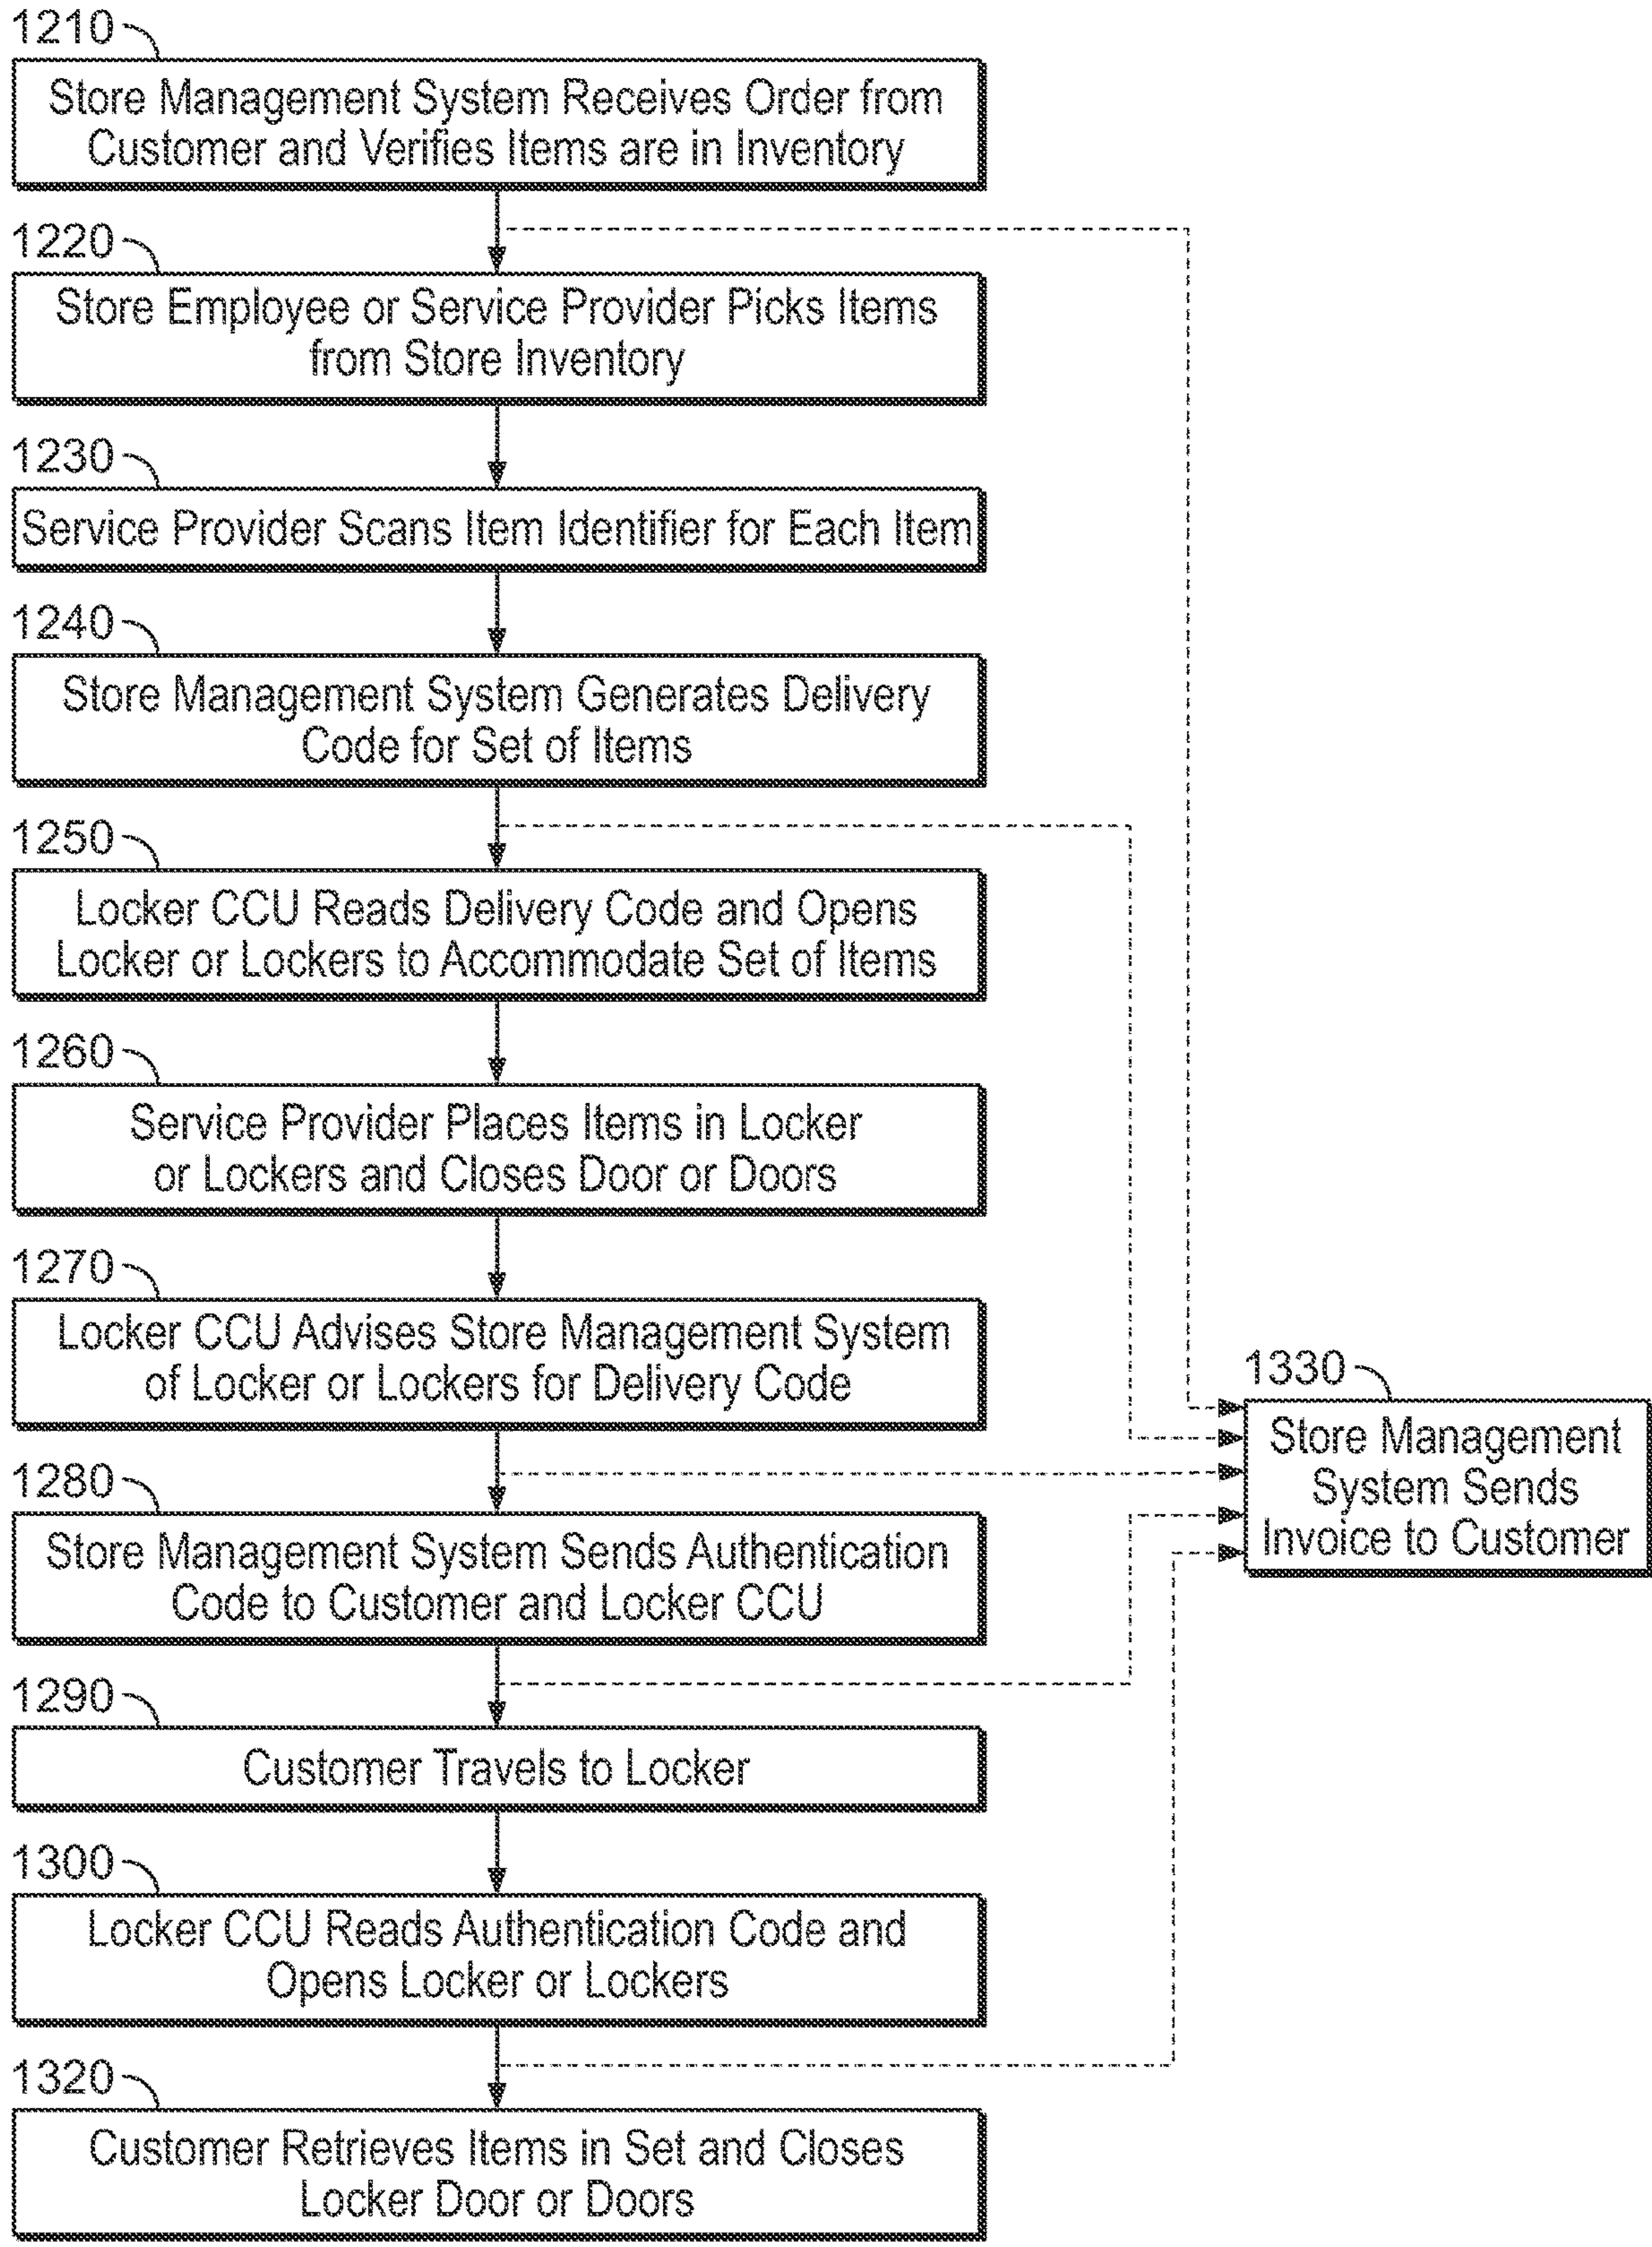 1210
Store Management System Receives Order from
Customer and Verifies Items are in Inventory
1220
Store Employee or Service Provider Picks Items
from Store Inventory
1230
Service Provider Scans Item Identifier for Each Item
1240
Store Management System Generates Delivery
Code for Set of Items
1250
Locker CCU Reads Delivery Code and Opens
Locker or Lockers to Accommodate Set of Items
1260
Service Provider Places Items in Locker
or Lockers and Closes Door or Doors
1270
Locker CCU Advises Store Management System
of Locker or Lockers for Delivery Code
1280
Store Management System Sends Authentication
Code to Customer and Locker CCU
1290
Customer Travels to Locker
1300
Locker CCU Reads Authentication Code and
Opens Locker or Lockers
1320
Customer Retrieves Items in Set and Closes
Locker Door or Doors
1330
Store Management
System Sends
Invoice to Customer